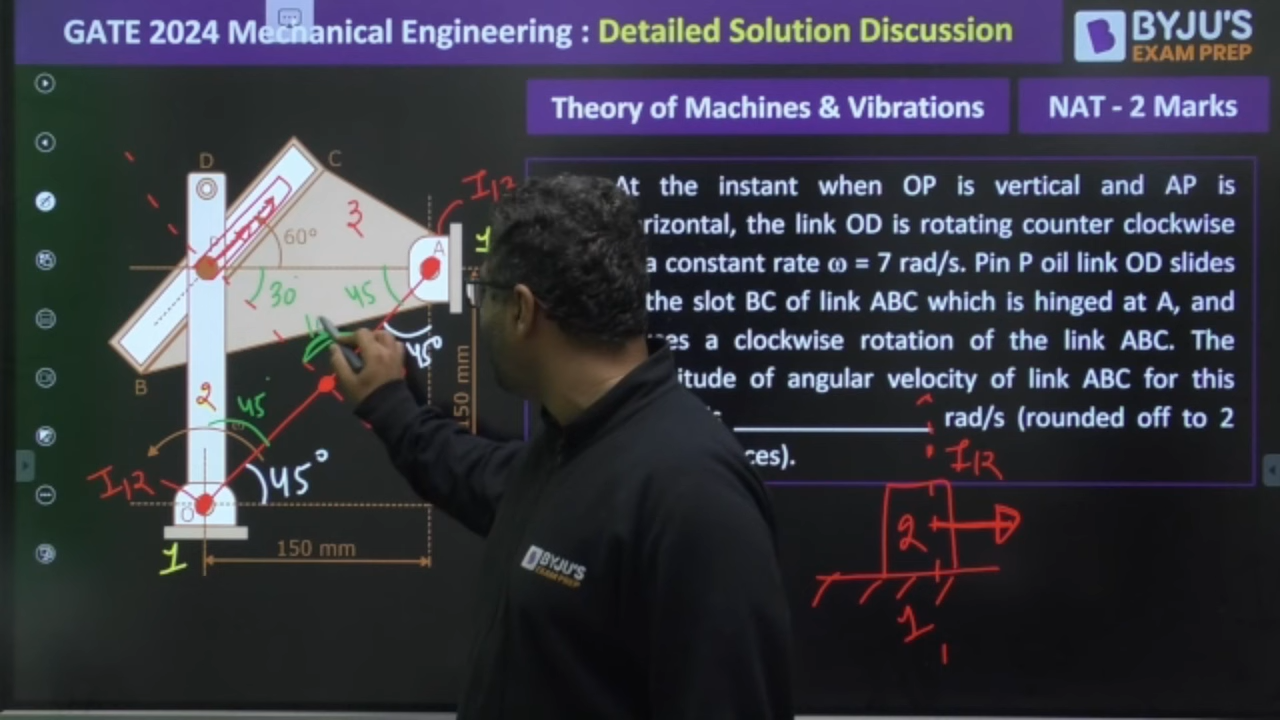 GATE 2024 Mechanical Engineering : Detailed Solution Discussion
BYJU'S
EXAM PREP
Theory of Machines & Vibrations
NAT - 2 Marks
At the instant when OP is vertical and AP is
rizontal, the link OD is rotating counter clockwise
a constant rate ω = 7 rad/s. Pin P oil link OD slides
the slot BC of link ABC which is hinged at A, and
es a clockwise rotation of the link ABC. The
itude of angular velocity of link ABC for this
rad/s (rounded off to 2
ces).
D
C
I12
3
60°
A
1
P
30°
45
45°
B
150 mm
2
45
I12
45°
O
1
150 mm
I12
2
1
BYJU'S
EXAM PREP